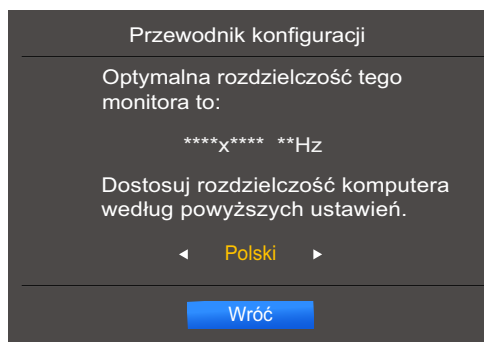 Przewodnik konfiguracji
Optymalna rozdzielczość tego
monitora to:
****x**** **Hz
Dostosuj rozdzielczość komputera
według powyższych ustawień.
Polski
Wróć